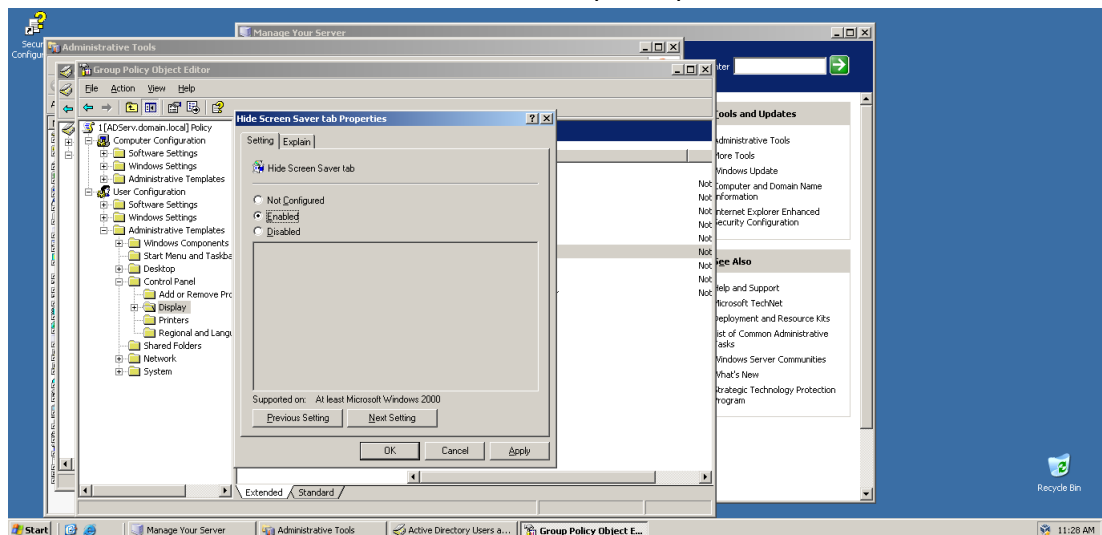 Manage Your Server
Administrative Tools
Group Policy Object Editor
File Action View Help
1[ADServ.domain.local] Policy
Computer Configuration
Software Settings
Windows Settings
Administrative Templates
User Configuration
Software Settings
Windows Settings
Administrative Templates
Windows Components
Start Menu and Taskba
Desktop
Control Panel
Add or Remove Pro
Display
Printers
Regional and Langu
Shared Folders
Network
System
Hide Screen Saver tab Properties
Setting Explain
Hide Screen Saver tab
Not Configured
Enabled
Disabled
Supported on: At least Microsoft Windows 2000
Previous Setting Next Setting
OK Cancel Apply
Not
Not
Not
Not
Not
Not
Not
Not
Not
Extended Standard
Tools and Updates
Administrative Tools
More Tools
Windows Update
Computer and Domain Name
Information
Internet Explorer Enhanced
Security Configuration
See Also
Help and Support
Microsoft TechNet
Deployment and Resource Kits
List of Common Administrative
Tasks
Windows Server Communities
What's New
Strategic Technology Protection
Program
Recycle Bin
Start Manage Your Server Administrative Tools Active Directory Users a... Group Policy Object E... 11:28 AM